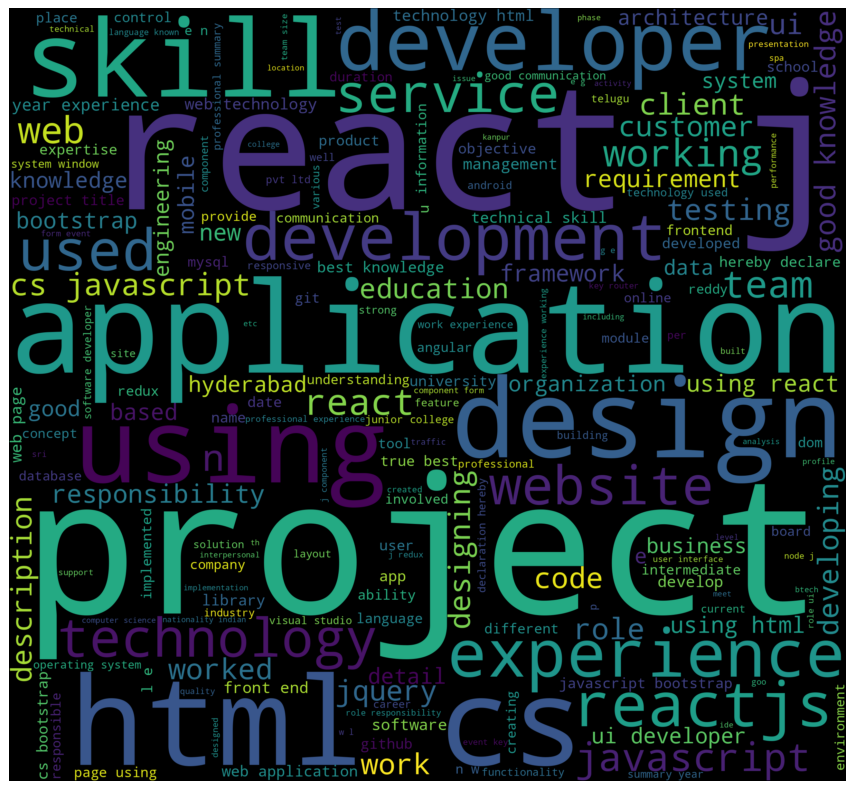 skill
developer
react j
service
application
design
using
project
html
cs
experience
technology
reactjs
javascript
website
development
used
working
client
customer
requirement
testing
data
team
good knowledge
architecture
ui
system
school
technology html
control
place
language known
e n
technical
team size
location
professional summary
year experience
web technology
duration
web
expertise
system window
knowledge
project title
bootstrap
form event
engineering
mobile
component
college
provide
new
mysql
communication
product
various
pvt ltd
well
objective
management
android
kanpur
good communication
issue
e g
activity
telugu
test
phase
presentation
spa
performance
u information
technical skill
technology used
frontend
developed
g e
framework
hereby declare
reddy
online
key router
including
module
per
built
experience working
cs javascript
responsive
best knowledge
git
strong
education
work experience
angular
etc
site
software developer
redux
hyderabad
understanding
university
component form
feature
organization
using react
react
junior college
date
name
professional experience
based
good
web page
concept
sri
database
n
tool
traffic
true best
professional
building
analysis
dom
profile
created
involved
j component
responsibility
description
implemented
designing
declaration hereby
developing
board
business
user interface
level
node j
intermediate
develop
e
code
p
solution
th
interpersonal
company
layout
user
j redux
app
ability
library
industry
implementation
visual studio
language
support
computer science
nationality indian
different
current
meet
btech
role ui
role
using html
operating system
worked
l e
detail
jquery
front end
quality
career
role responsibility
software
w l
github
work
designed
cs bootstrap
responsible
page using
web application
n w
event key
creating
functionality
goo
ide
javascript bootstrap
ui developer
summary year
environment